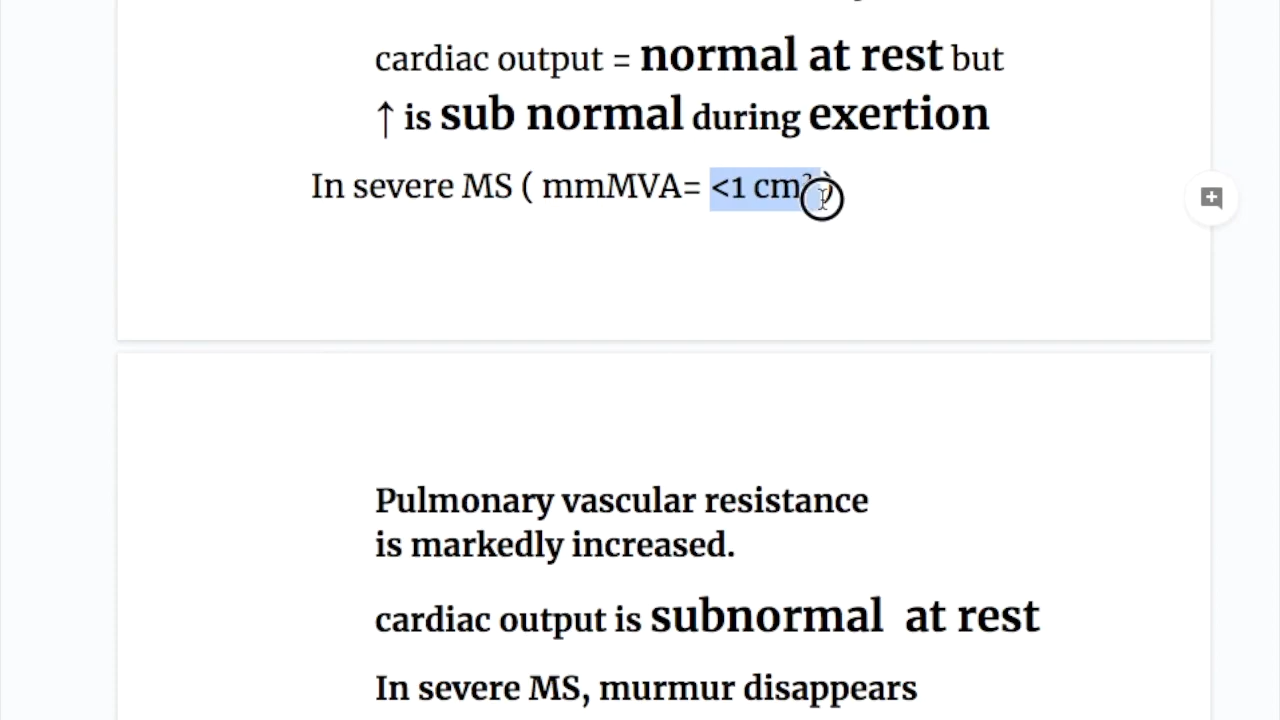 cardiac output = normal at rest but
↑ is sub normal during exertion
In severe MS ( mmMVA= <1 cm² )
Pulmonary vascular resistance
is markedly increased.
cardiac output is subnormal at rest
In severe MS, murmur disappears